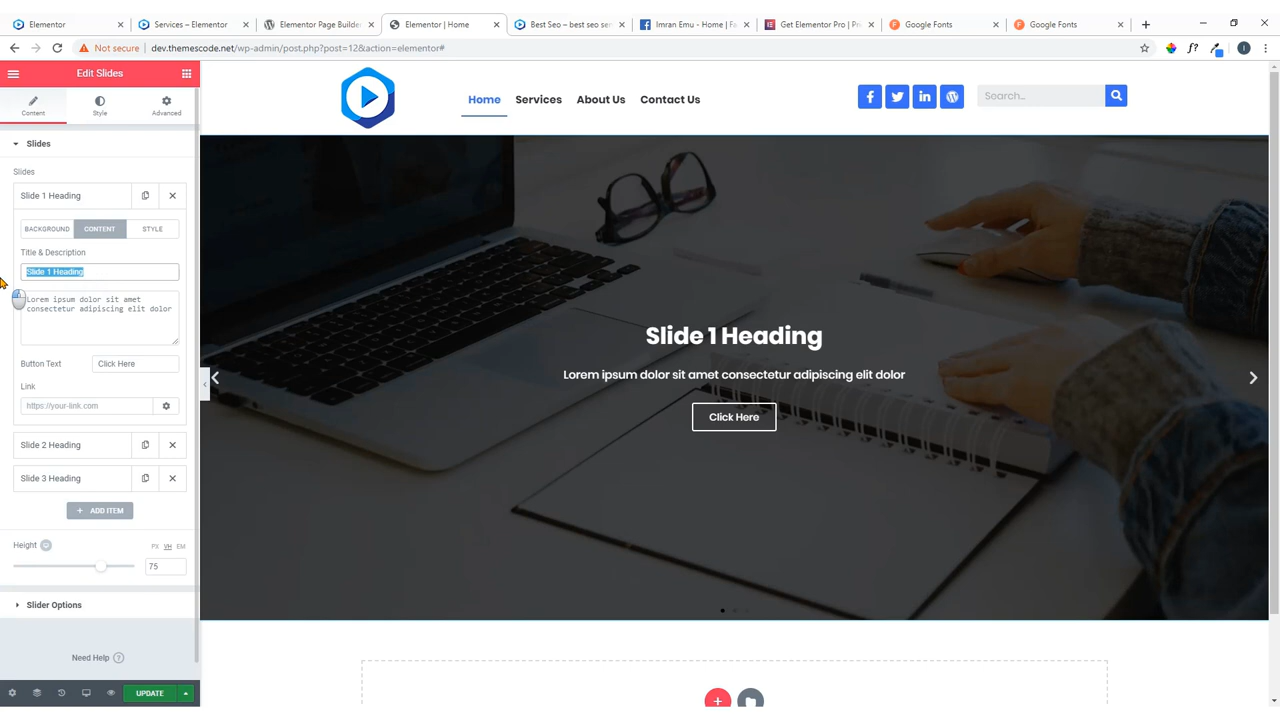 Elementor
Services – Elementor
Elementor Page Builder
Elementor | Home
Best Seo – best seo ser
Imran Emu - Home | Fa
Get Elementor Pro | Pri
Google Fonts
Google Fonts
Not secure
dev.themescode.net/wp-admin/post.php?post=12&action=elementor#
f?
I
Edit Slides
Content
Style
Advanced
Slides
Slides
Slide 1 Heading
BACKGROUND
CONTENT
STYLE
Title & Description
Slide 1 Heading
Lorem ipsum dolor sit amet
consectetur adipiscing elit dolor
Button Text
Click Here
Link
https://your-link.com
Slide 2 Heading
Slide 3 Heading
ADD ITEM
Height
PX VH EM
75
Slider Options
Need Help
UPDATE
Home
Services
About Us
Contact Us
Search...
Slide 1 Heading
Lorem ipsum dolor sit amet consectetur adipiscing elit dolor
Click Here